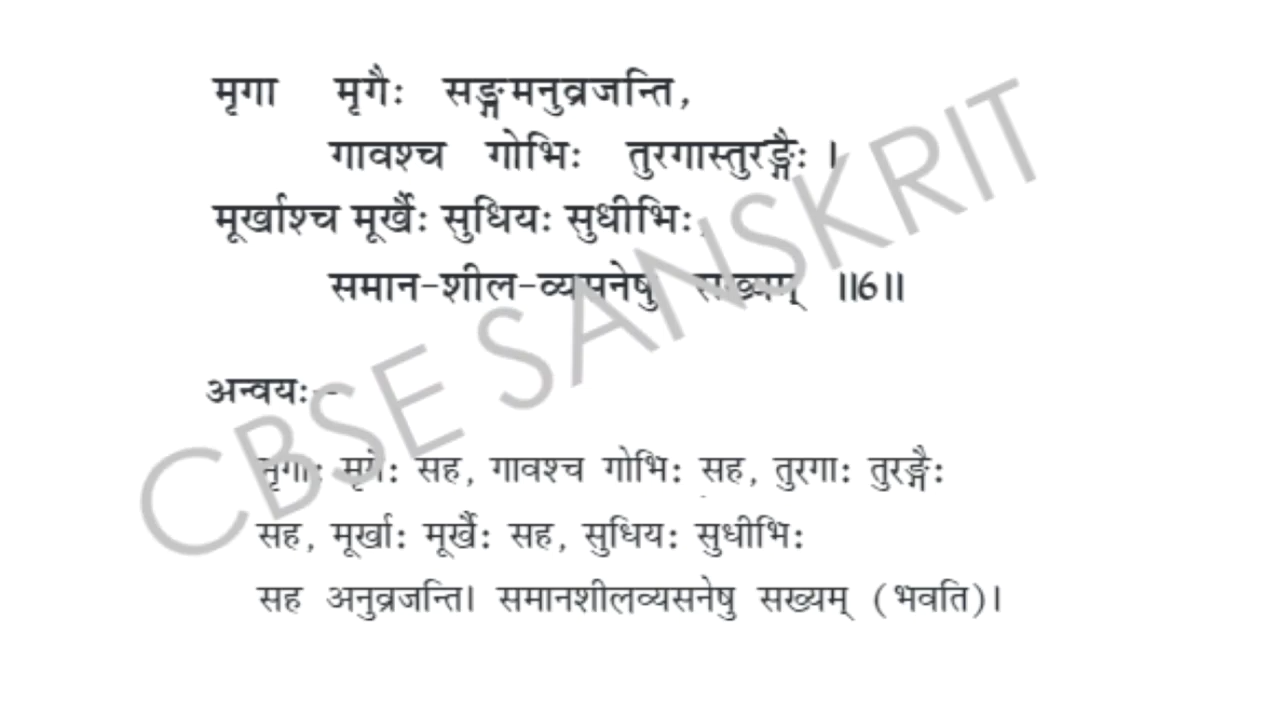 मृगा मृगैः सङ्गमनुव्रजन्ति,
गावश्च गोभिः तुरगास्तुरङ्गैः ।
मूर्खाश्च मूर्खैः सुधियः सुधीभिः,
समान-शील-व्यसनेषु सख्यम् ॥6॥
अन्वयः-
मृगाः मृगैः सह, गावश्च गोभिः सह, तुरगाः तुरङ्गैः
सह, मूर्खाः मूर्खैः सह, सुधियः सुधीभिः
सह अनुव्रजन्ति। समानशीलव्यसनेषु सख्यम् (भवति)।
CBSE SANSKRIT